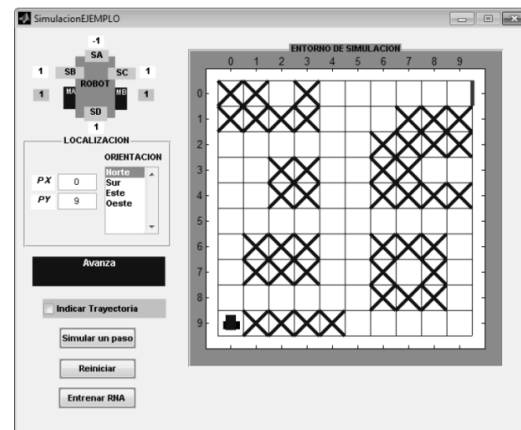 SimulacionEJEMPLO
-1
SA
1 SB SC 1
ROBOT
1 MA MB 1
SD
1
LOCALIZACION
ORIENTACION
Norte
Sur
Este
Oeste
PX 0
PY 9
Avanza
Indicar Trayectoria
Simular un paso
Reiniciar
Entrenar RNA
ENTORNO DE SIMULACION
0 1 2 3 4 5 6 7 8 9
0
1
2
3
4
5
6
7
8
9